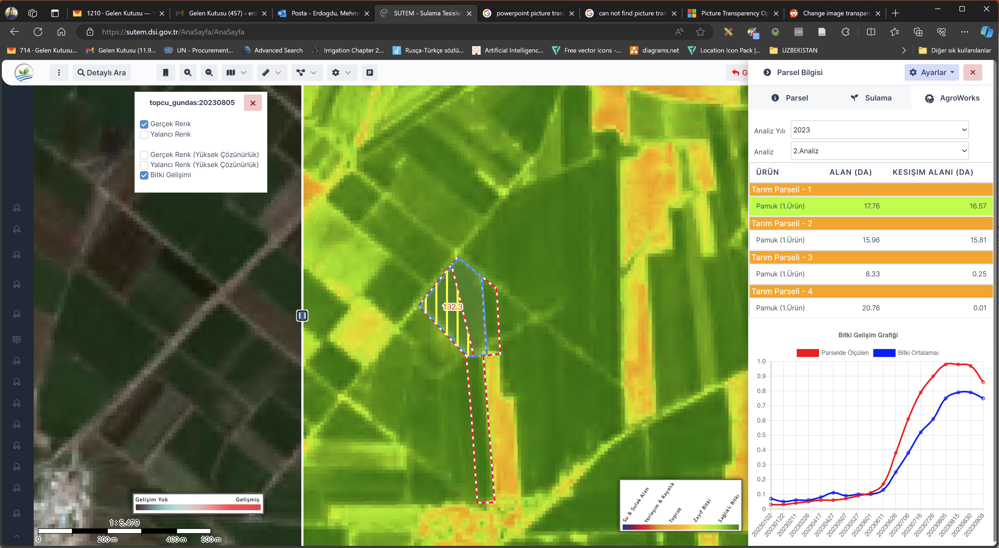 1210 · Gelen Kutusu —
Gelen Kutusu (457) - erd
Posta - Erdogdu, Mehme
SUTEM - Sulama Tesisler
powerpoint picture trans
can not find picture tran
Picture Transparency Op
Change image transpare
https://sutem.dsi.gov.tr/AnaSayfa/AnaSayfa
CRX
714 · Gelen Kutusu...
Gelen Kutusu (11.9...
UN - Procurement...
Advanced Search
Irrigation Chapter 2...
Rusça-Türkçe sözlü...
Artificial Intelligenc...
Free vector icons -...
diagrams.net
Location Icon Pack |...
UZBEKISTAN
Diğer sık kullanılanlar
Detaylı Ara
G
Parsel Bilgisi
Ayarlar
topcu_gundas:20230805
Gerçek Renk
Yalancı Renk
Gerçek Renk (Yüksek Çözünürlük)
Yalancı Renk (Yüksek Çözünürlük)
Bitki Gelişimi
Parsel
Sulama
AgroWorks
Analiz Yılı 2023
Analiz 2.Analiz
ÜRÜN ALAN (DA) KESIŞIM ALANI (DA)
Tarım Parseli - 1
Pamuk (1.Ürün) 17.76 16.57
Tarım Parseli - 2
Pamuk (1.Ürün) 15.96 15.81
Tarım Parseli - 3
Pamuk (1.Ürün) 8.33 0.25
Tarım Parseli - 4
Pamuk (1.Ürün) 20.76 0.01
192/3
Bitki Gelişim Grafiği
Parselde Ölçülen Bitki Ortalaması
1.0
0.9
0.8
0.7
0.6
0.5
0.4
0.3
0.2
0.1
0
20230102
20230122
20230211
20230226
20230417
20230427
20230507
20230527
20230601
20230611
20230626
20230706
20230716
20230726
20230805
20230815
20230830
20230909
Gelişim Yok Gelişmiş
1:5.479
0 200m 400m 500m
Su & Sulak Alan
Yerleşim & Kayalık
Toprak
Zayıf Bitki
Sağlıklı Bitki